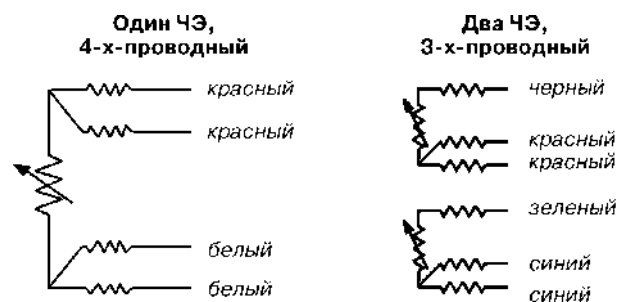 Один ЧЭ,
4-х-проводный
красный
красный
белый
белый
Два ЧЭ,
3-х-проводный
черный
красный
красный
зеленый
синий
синий